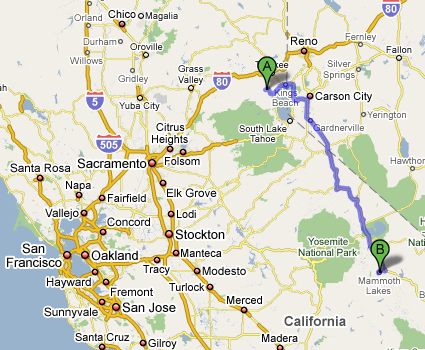 Chico
Magalia
Orland
Durham
Willows
Oroville
Gridley
Grass
Valley
Yuba City
80
5
505
Reno
Fernley
80
Fallon
Silver
Springs
A
Kings
Beach
Carson City
Yerington
Gardnerville
South Lake
Tahoe
Hawthorn
Citrus
Heights
Folsom
Sacramento
Santa Rosa
Napa
Fairfield
Elk Grove
Vallejo
Lodi
Concord
Stockton
San
Francisco
Oakland
Manteca
Tracy
Modesto
Hayward
Turlock
Fremont
Merced
Sunnyvale
San Jose
Santa Cruz
Gilroy
Madera
California
Yosemite
National Park
B
Mammoth
Lakes